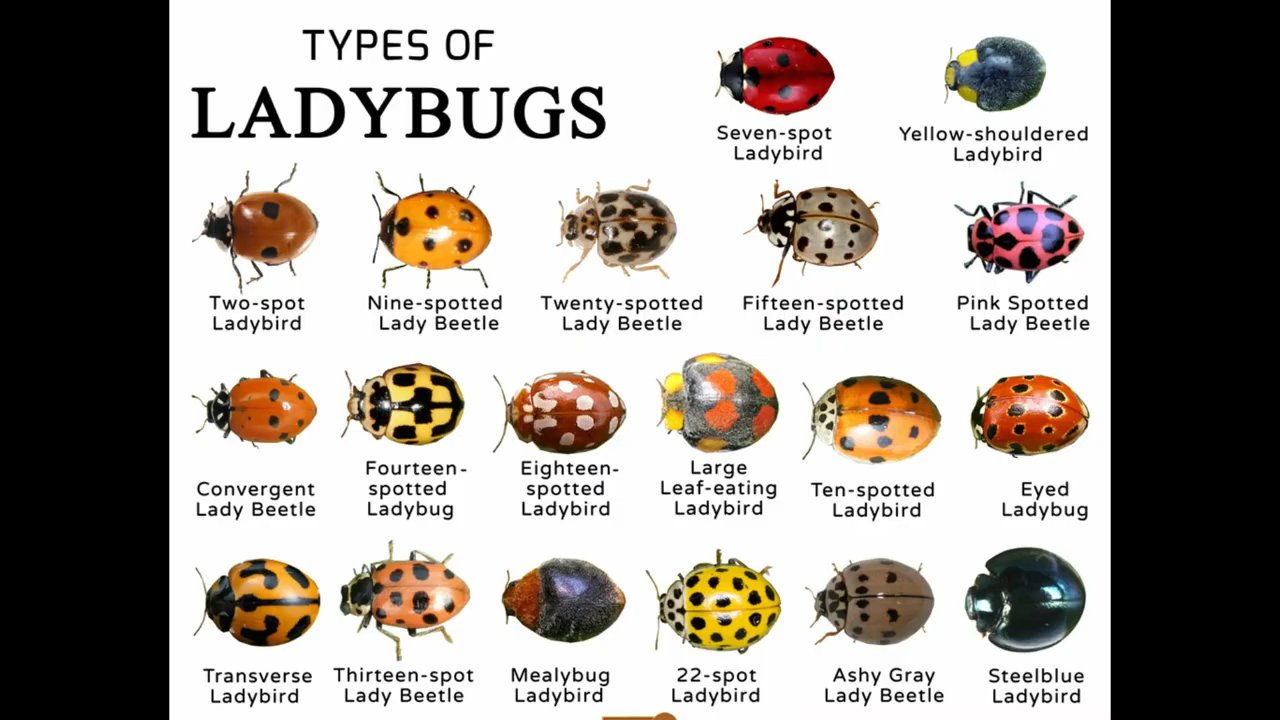 TYPES OF
LADYBUGS
Seven-spot
Ladybird
Yellow-shouldered
Ladybird
Two-spot
Ladybird
Nine-spotted
Lady Beetle
Twenty-spotted
Lady Beetle
Fifteen-spotted
Lady Beetle
Pink Spotted
Lady Beetle
Convergent
Lady Beetle
Fourteen-
spotted
Ladybug
Eighteen-
spotted
Ladybird
Large
Leaf-eating
Ladybird
Ten-spotted
Ladybird
Eyed
Ladybug
Transverse
Ladybird
Thirteen-spot
Lady Beetle
Mealybug
Ladybird
22-spot
Ladybird
Ashy Gray
Lady Beetle
Steelblue
Ladybird